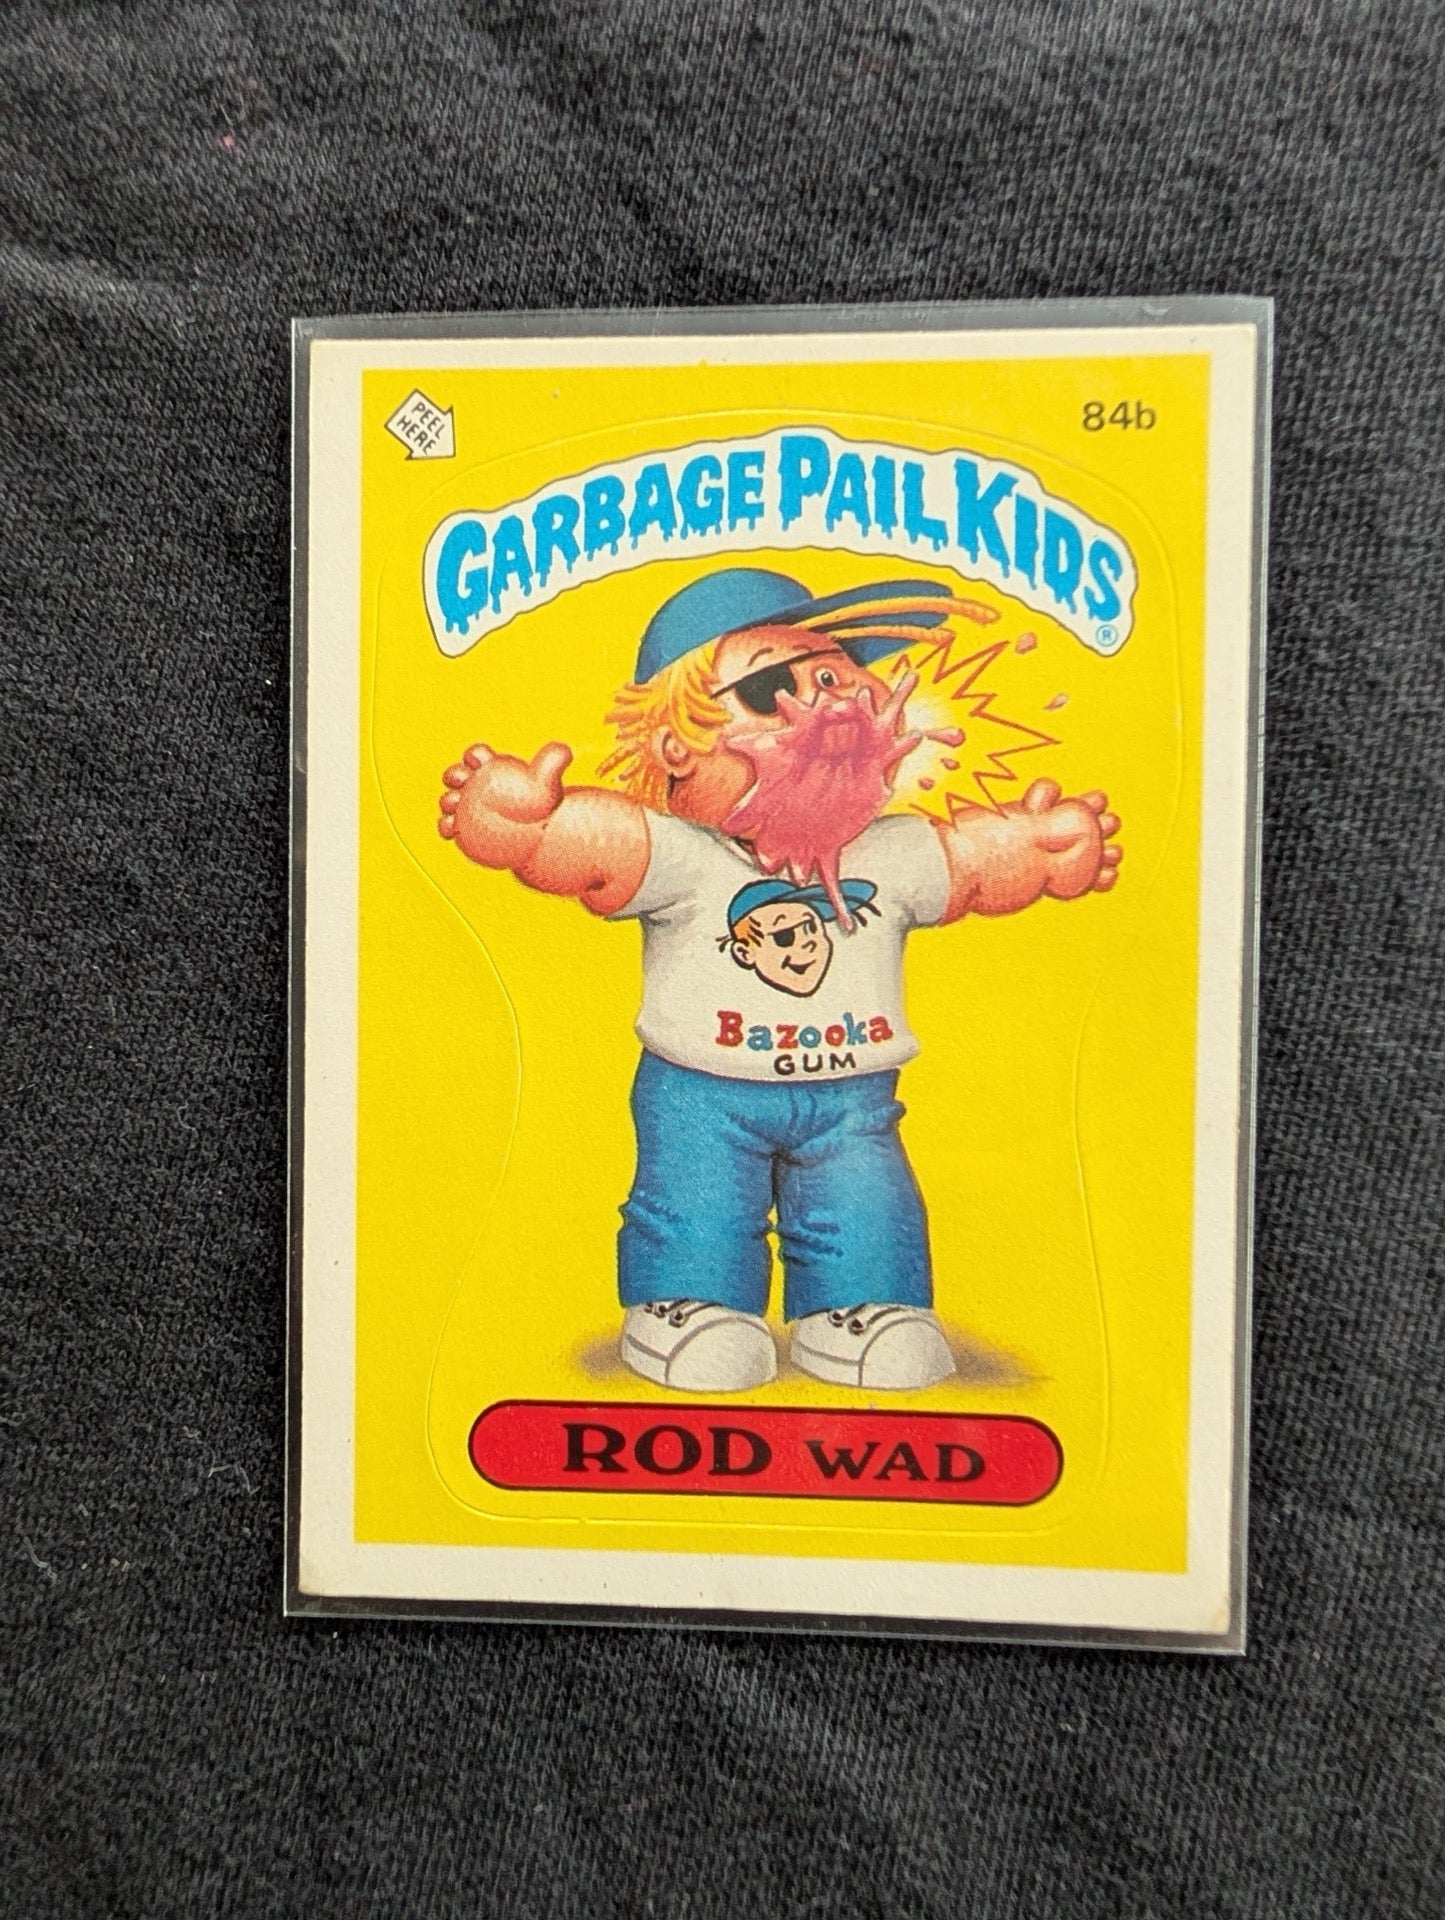 PEEL
HERE
84b
GARBAGE PAIL KIDS
®
Bazooka
GUM
ROD WAD